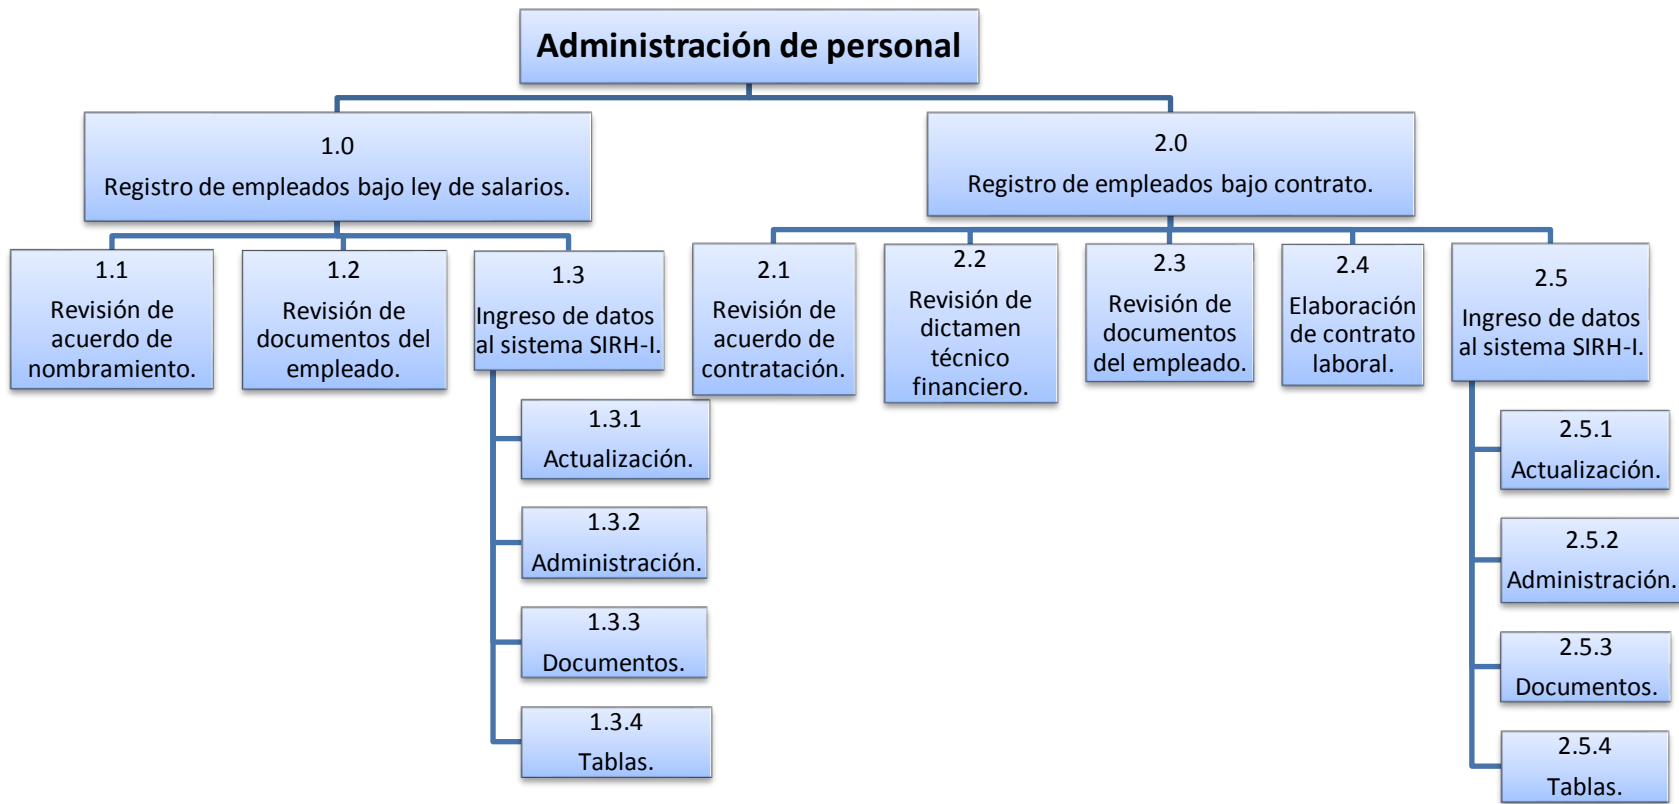 Administración de personal
1.0
Registro de empleados bajo ley de salarios.
2.0
Registro de empleados bajo contrato.
1.1
Revisión de
acuerdo de
nombramiento.
1.2
Revisión de
documentos del
empleado.
1.3
Ingreso de datos
al sistema SIRH-I.
2.1
Revisión de
acuerdo de
contratación.
2.2
Revisión de
dictamen
técnico
financiero.
2.3
Revisión de
documentos
del empleado.
2.4
Elaboración
de contrato
laboral.
2.5
Ingreso de datos
al sistema SIRH-I.
1.3.1
Actualización.
1.3.2
Administración.
1.3.3
Documentos.
1.3.4
Tablas.
2.5.1
Actualización.
2.5.2
Administración.
2.5.3
Documentos.
2.5.4
Tablas.